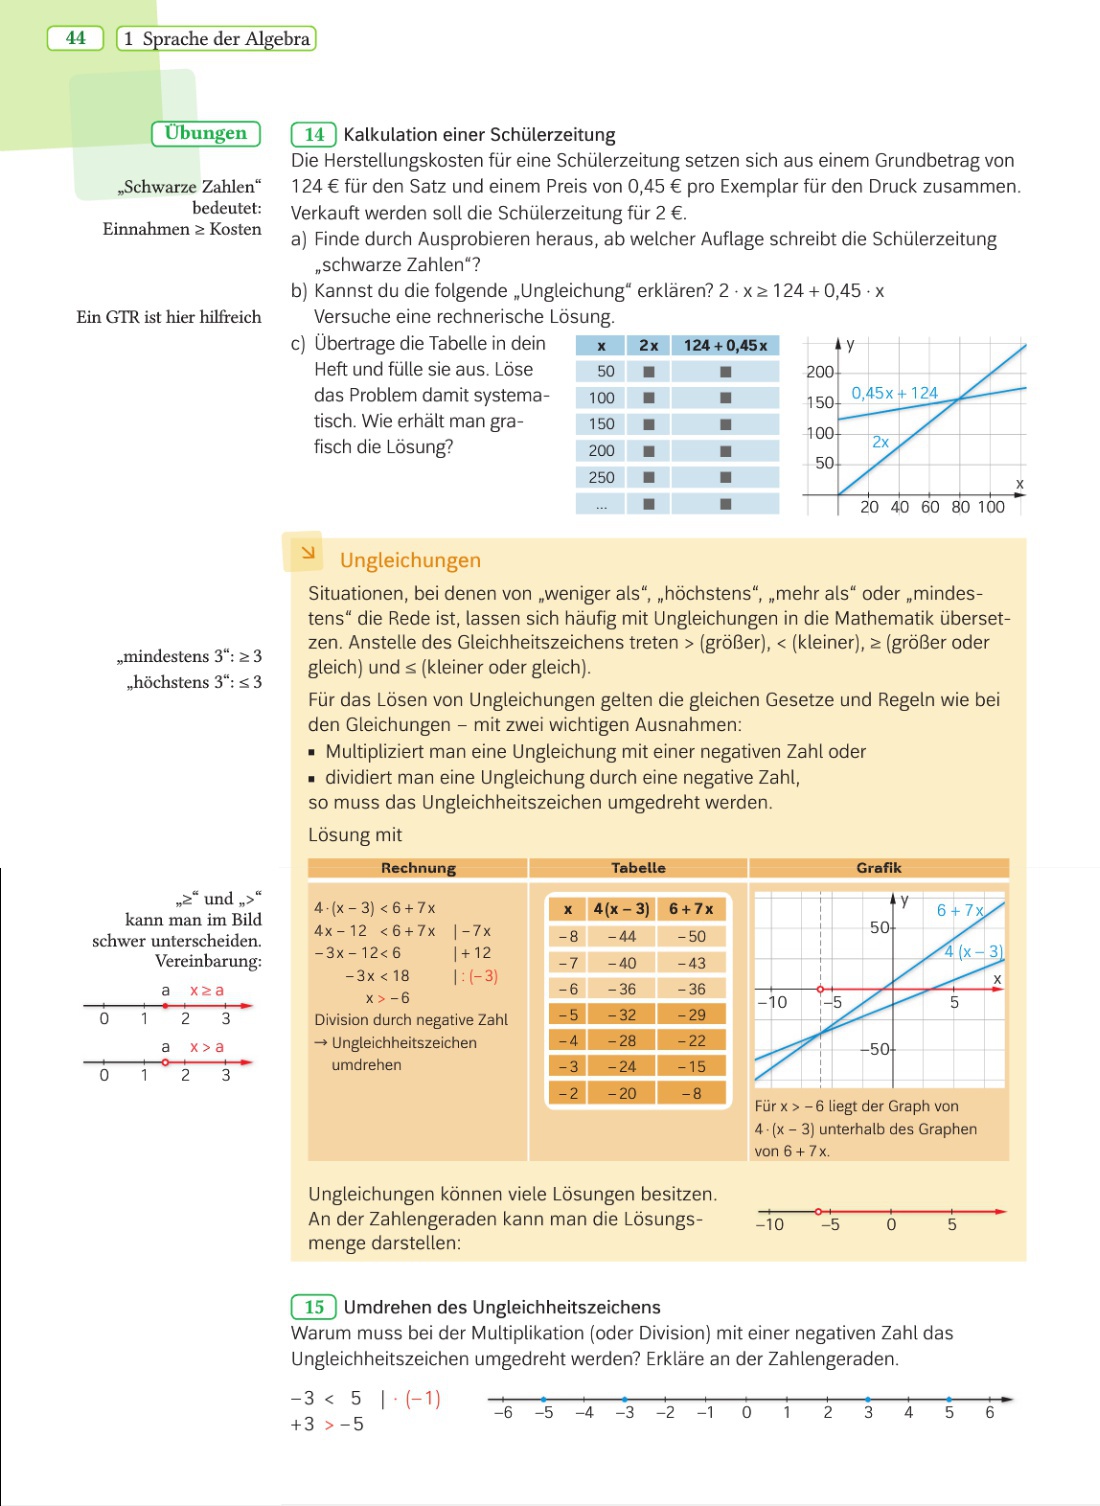 44
1 Sprache der Algebra
Übungen
„Schwarze Zahlen“
bedeutet:
Einnahmen ≥ Kosten
Ein GTR ist hier hilfreich
14 Kalkulation einer Schülerzeitung
Die Herstellungskosten für eine Schülerzeitung setzen sich aus einem Grundbetrag von
124 € für den Satz und einem Preis von 0,45 € pro Exemplar für den Druck zusammen.
Verkauft werden soll die Schülerzeitung für 2 €.
a) Finde durch Ausprobieren heraus, ab welcher Auflage schreibt die Schülerzeitung
„schwarze Zahlen“?
b) Kannst du die folgende „Ungleichung“ erklären? 2 · x ≥ 124 + 0,45 · x
Versuche eine rechnerische Lösung.
c) Übertrage die Tabelle in dein
Heft und fülle sie aus. Löse
das Problem damit systema-
tisch. Wie erhält man gra-
fisch die Lösung?
x 2x 124 + 0,45x
50 ■ ■
100 ■ ■
150 ■ ■
200 ■ ■
250 ■ ■
... ■ ■
y
200
0,45x + 124
150
100
2x
50
x
20 40 60 80 100
Ungleichungen
Situationen, bei denen von „weniger als“, „höchstens“, „mehr als“ oder „mindes-
tens“ die Rede ist, lassen sich häufig mit Ungleichungen in die Mathematik überset-
zen. Anstelle des Gleichheitszeichens treten > (größer), < (kleiner), ≥ (größer oder
gleich) und ≤ (kleiner oder gleich).
„mindestens 3“: ≥ 3
„höchstens 3“: ≤ 3
Für das Lösen von Ungleichungen gelten die gleichen Gesetze und Regeln wie bei
den Gleichungen – mit zwei wichtigen Ausnahmen:
▪ Multipliziert man eine Ungleichung mit einer negativen Zahl oder
▪ dividiert man eine Ungleichung durch eine negative Zahl,
so muss das Ungleichheitszeichen umgedreht werden.
Lösung mit
Rechnung Tabelle Grafik
„≥“ und „>“
kann man im Bild
schwer unterscheiden.
Vereinbarung:
a x ≥ a
0 1 2 3
a x > a
0 1 2 3
4 · (x − 3) < 6 + 7x
4x − 12 < 6 + 7x | − 7x
− 3x − 12 < 6 | + 12
− 3x < 18 | : (− 3)
x > − 6
Division durch negative Zahl
→ Ungleichheitszeichen
umdrehen
x 4(x − 3) 6 + 7x
− 8 − 44 − 50
− 7 − 40 − 43
− 6 − 36 − 36
− 5 − 32 − 29
− 4 − 28 − 22
− 3 − 24 − 15
− 2 − 20 − 8
y
6 + 7x
50
4 (x − 3)
x
−10 −5 5
−50
Für x > − 6 liegt der Graph von
4 · (x − 3) unterhalb des Graphen
von 6 + 7x.
Ungleichungen können viele Lösungen besitzen.
An der Zahlengeraden kann man die Lösungs-
menge darstellen:
−10 −5 0 5
15 Umdrehen des Ungleichheitszeichens
Warum muss bei der Multiplikation (oder Division) mit einer negativen Zahl das
Ungleichheitszeichen umgedreht werden? Erkläre an der Zahlengeraden.
−3 < 5 | · (−1)
+3 > −5
−6 −5 −4 −3 −2 −1 0 1 2 3 4 5 6